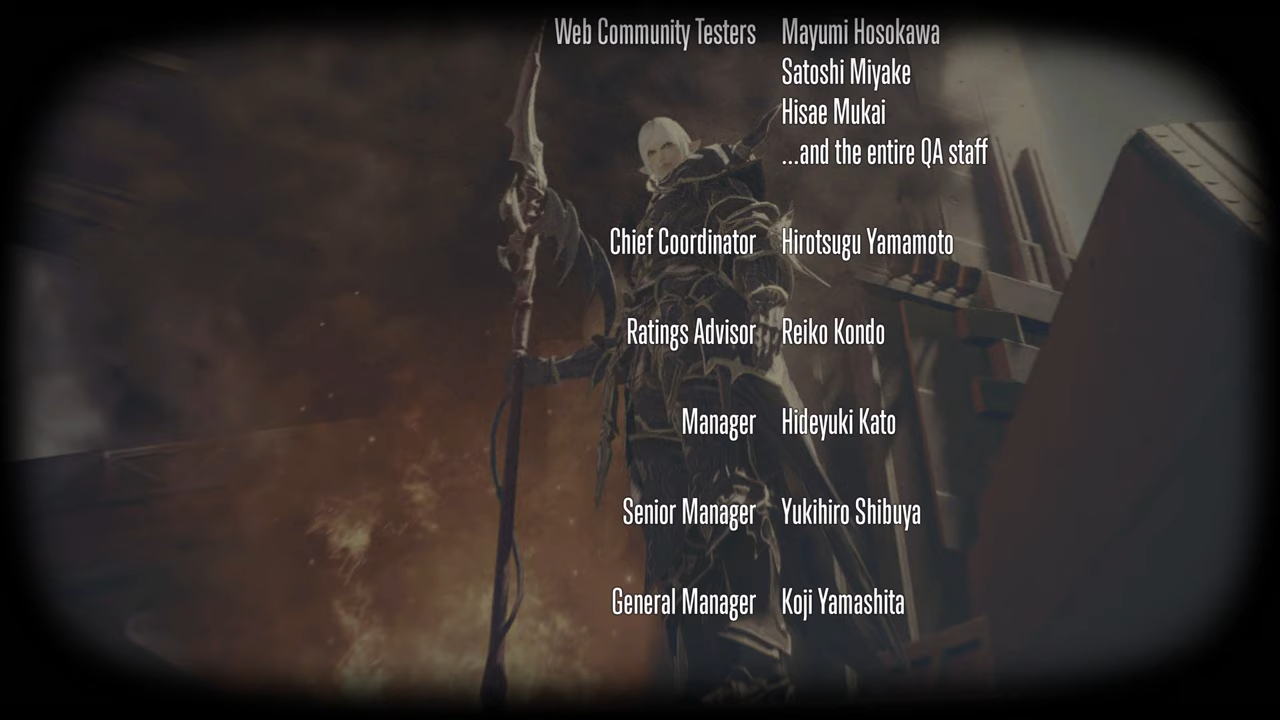 Web Community Testers Mayumi Hosokawa
Satoshi Miyake
Hisae Mukai
...and the entire QA staff
Chief Coordinator Hirotsugu Yamamoto
Ratings Advisor Reiko Kondo
Manager Hideyuki Kato
Senior Manager Yukihiro Shibuya
General Manager Koji Yamashita